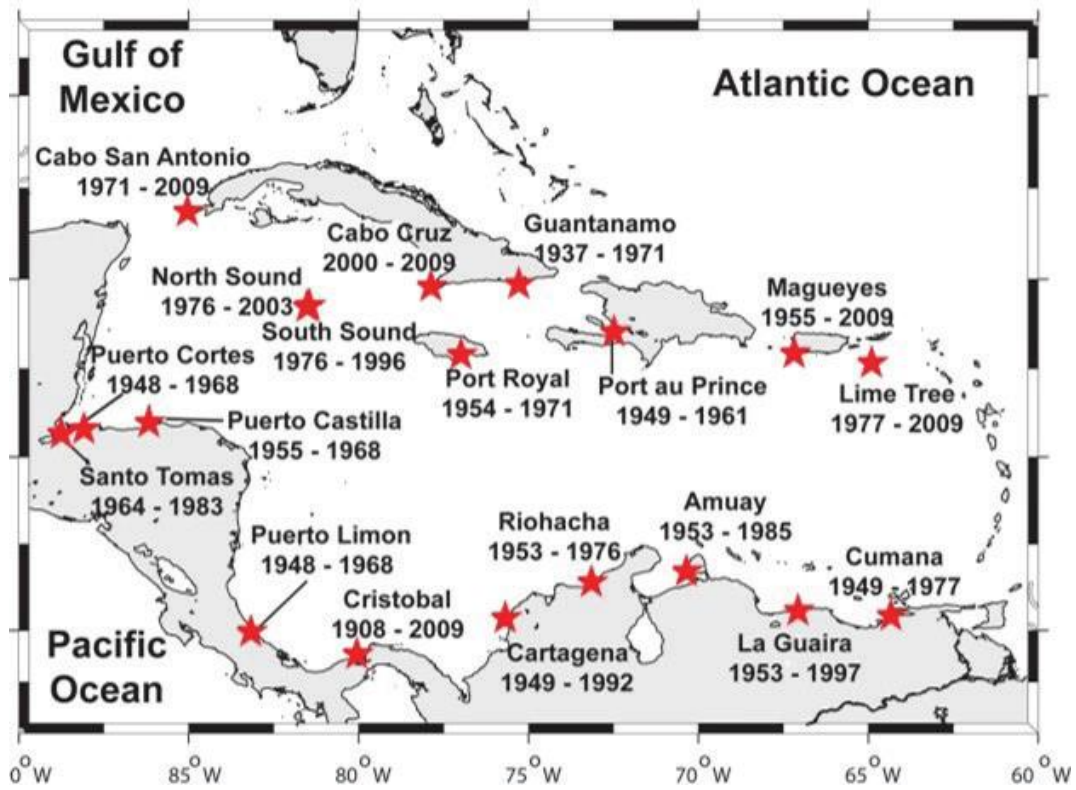 Gulf of
Mexico
Atlantic Ocean
Cabo San Antonio
1971 - 2009
Guantanamo
1937 - 1971
Cabo Cruz
2000 - 2009
North Sound
1976 - 2003
Magueyes
1955 - 2009
South Sound
1976 - 1996
Puerto Cortes
1948 - 1968
Port Royal
1954 - 1971
Port au Prince
1949 - 1961
Lime Tree
1977 - 2009
Puerto Castilla
1955 - 1968
Santo Tomas
1964 - 1983
Amuay
1953 - 1985
Riohacha
1953 - 1976
Puerto Limon
1948 - 1968
Cumana
1949 - 1977
Cristobal
1908 - 2009
Pacific
Ocean
Cartagena
1949 - 1992
La Guaira
1953 - 1997
0°W 85°W 80°W 75°W 70°W 65°W 60°W